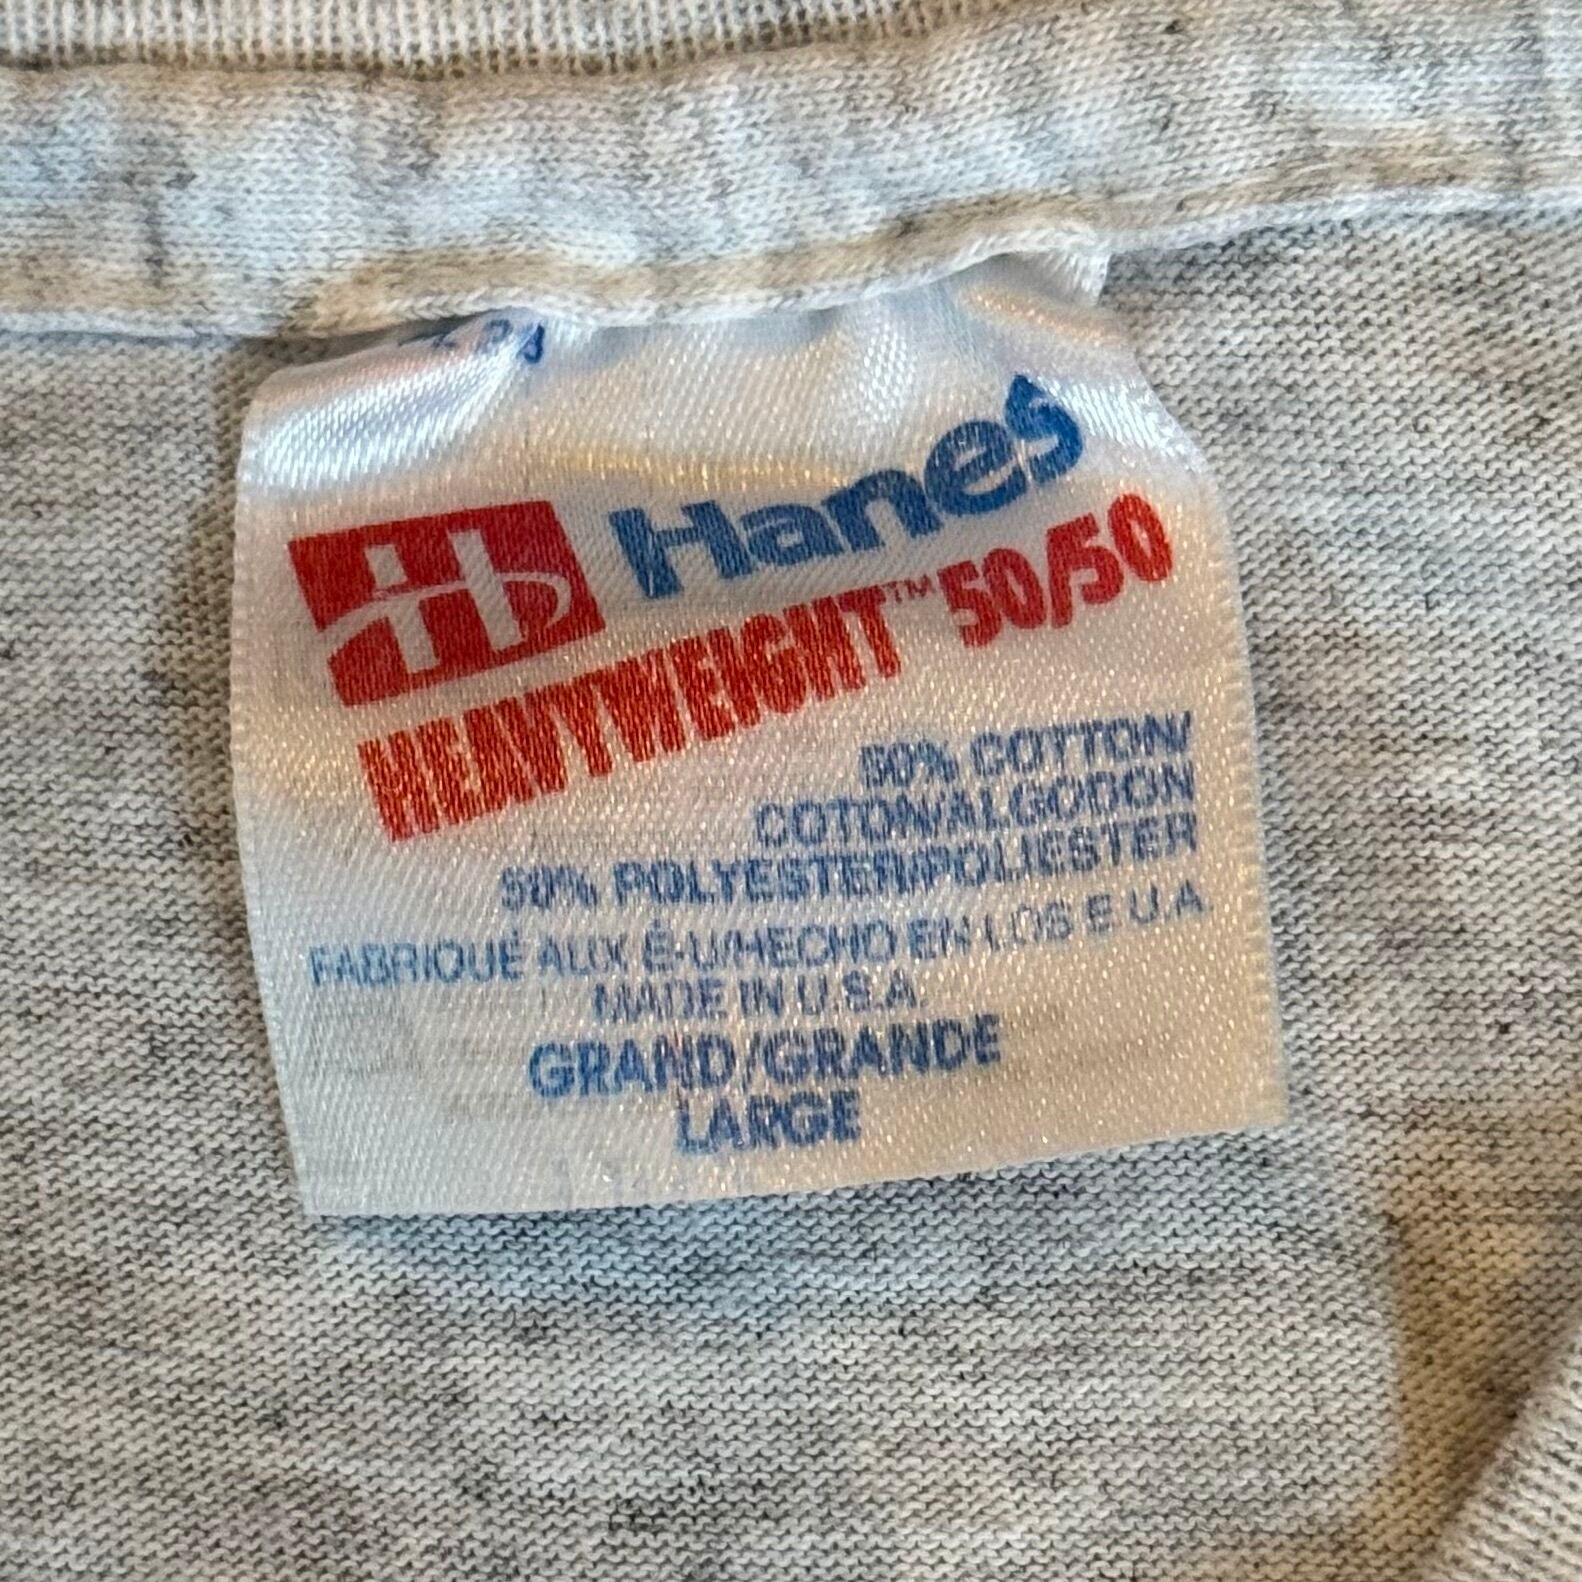 Hanes
HEAVYWEIGHT™ 50/50
50% COTTON/
COTON/ALGODON
50% POLYESTER/POLIESTER
FABRIQUÉ AUX É-U/HECHO EN LOS E.U.A.
MADE IN U.S.A.
GRAND/GRANDE
LARGE